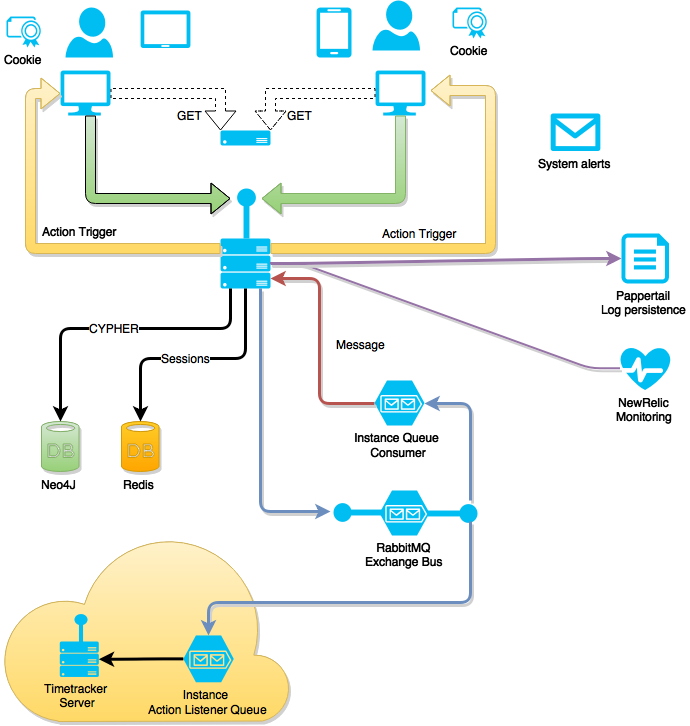 Cookie
Cookie
GET
GET
System alerts
Action Trigger
Action Trigger
Pappertail
Log persistence
CYPHER
Message
Sessions
NewRelic
Monitoring
Instance Queue
Consumer
DB
DB
Neo4J
Redis
RabbitMQ
Exchange Bus
Timetracker
Server
Instance
Action Listener Queue